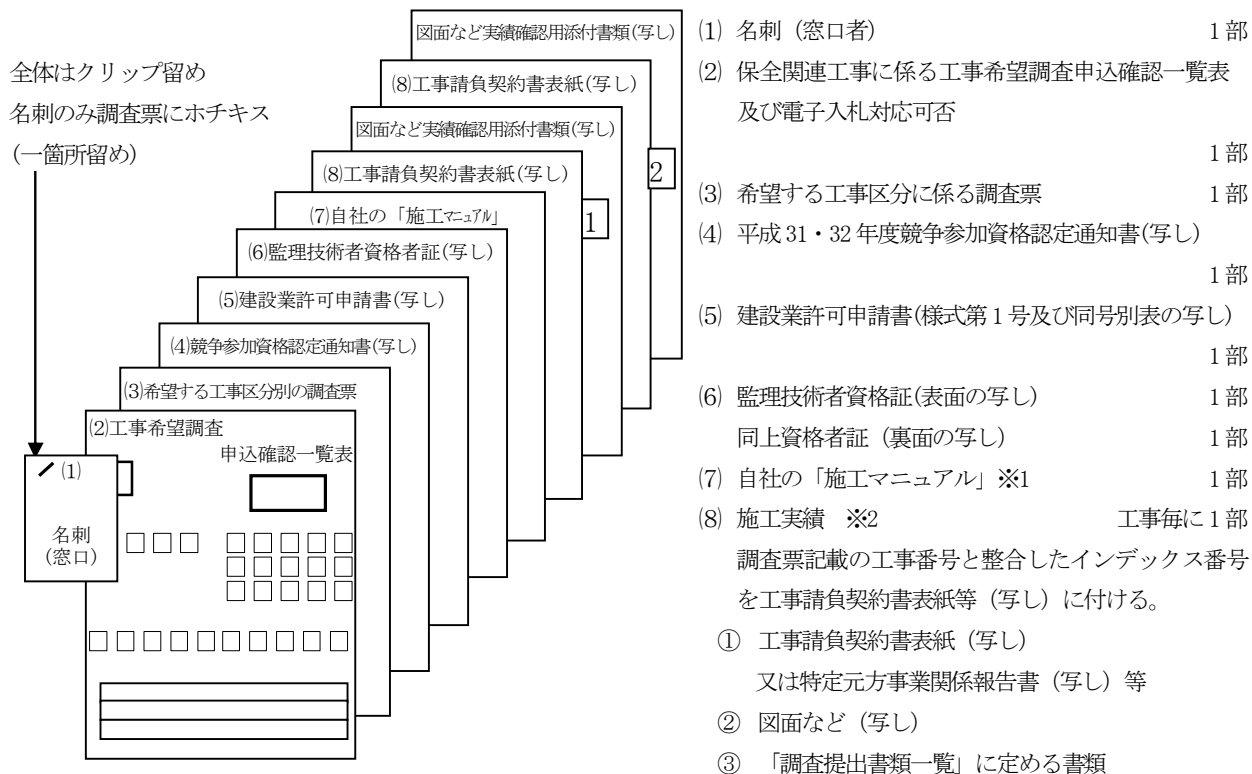 全体はクリップ留め
名刺のみ調査票にホチキス
(一箇所留め)
図面など実績確認用添付書類(写し)
⑻工事請負契約書表紙(写し)
図面など実績確認用添付書類(写し)
2
⑻工事請負契約書表紙(写し)
1
⑺自社の「施工マニュアル」
⑹監理技術者資格者証(写し)
⑸建設業許可申請書(写し)
⑷競争参加資格認定通知書(写し)
⑶希望する工事区分別の調査票
⑵工事希望調査
申込確認一覧表
⑴
名刺
(窓口)
⑴ 名刺（窓口者） 1部
⑵ 保全関連工事に係る工事希望調査申込確認一覧表
及び電子入札対応可否
1部
⑶ 希望する工事区分に係る調査票 1部
⑷ 平成31・32年度競争参加資格認定通知書(写し)
1部
⑸ 建設業許可申請書(様式第1号及び同号別表の写し)
1部
⑹ 監理技術者資格証(表面の写し) 1部
同上資格者証（裏面の写し） 1部
⑺ 自社の「施工マニュアル」※1 1部
⑻ 施工実績 ※2 工事毎に1部
調査票記載の工事番号と整合したインデックス番号
を工事請負契約書表紙等（写し）に付ける。
① 工事請負契約書表紙（写し）
又は特定元方事業関係報告書（写し）等
② 図面など（写し）
③ 「調査提出書類一覧」に定める書類